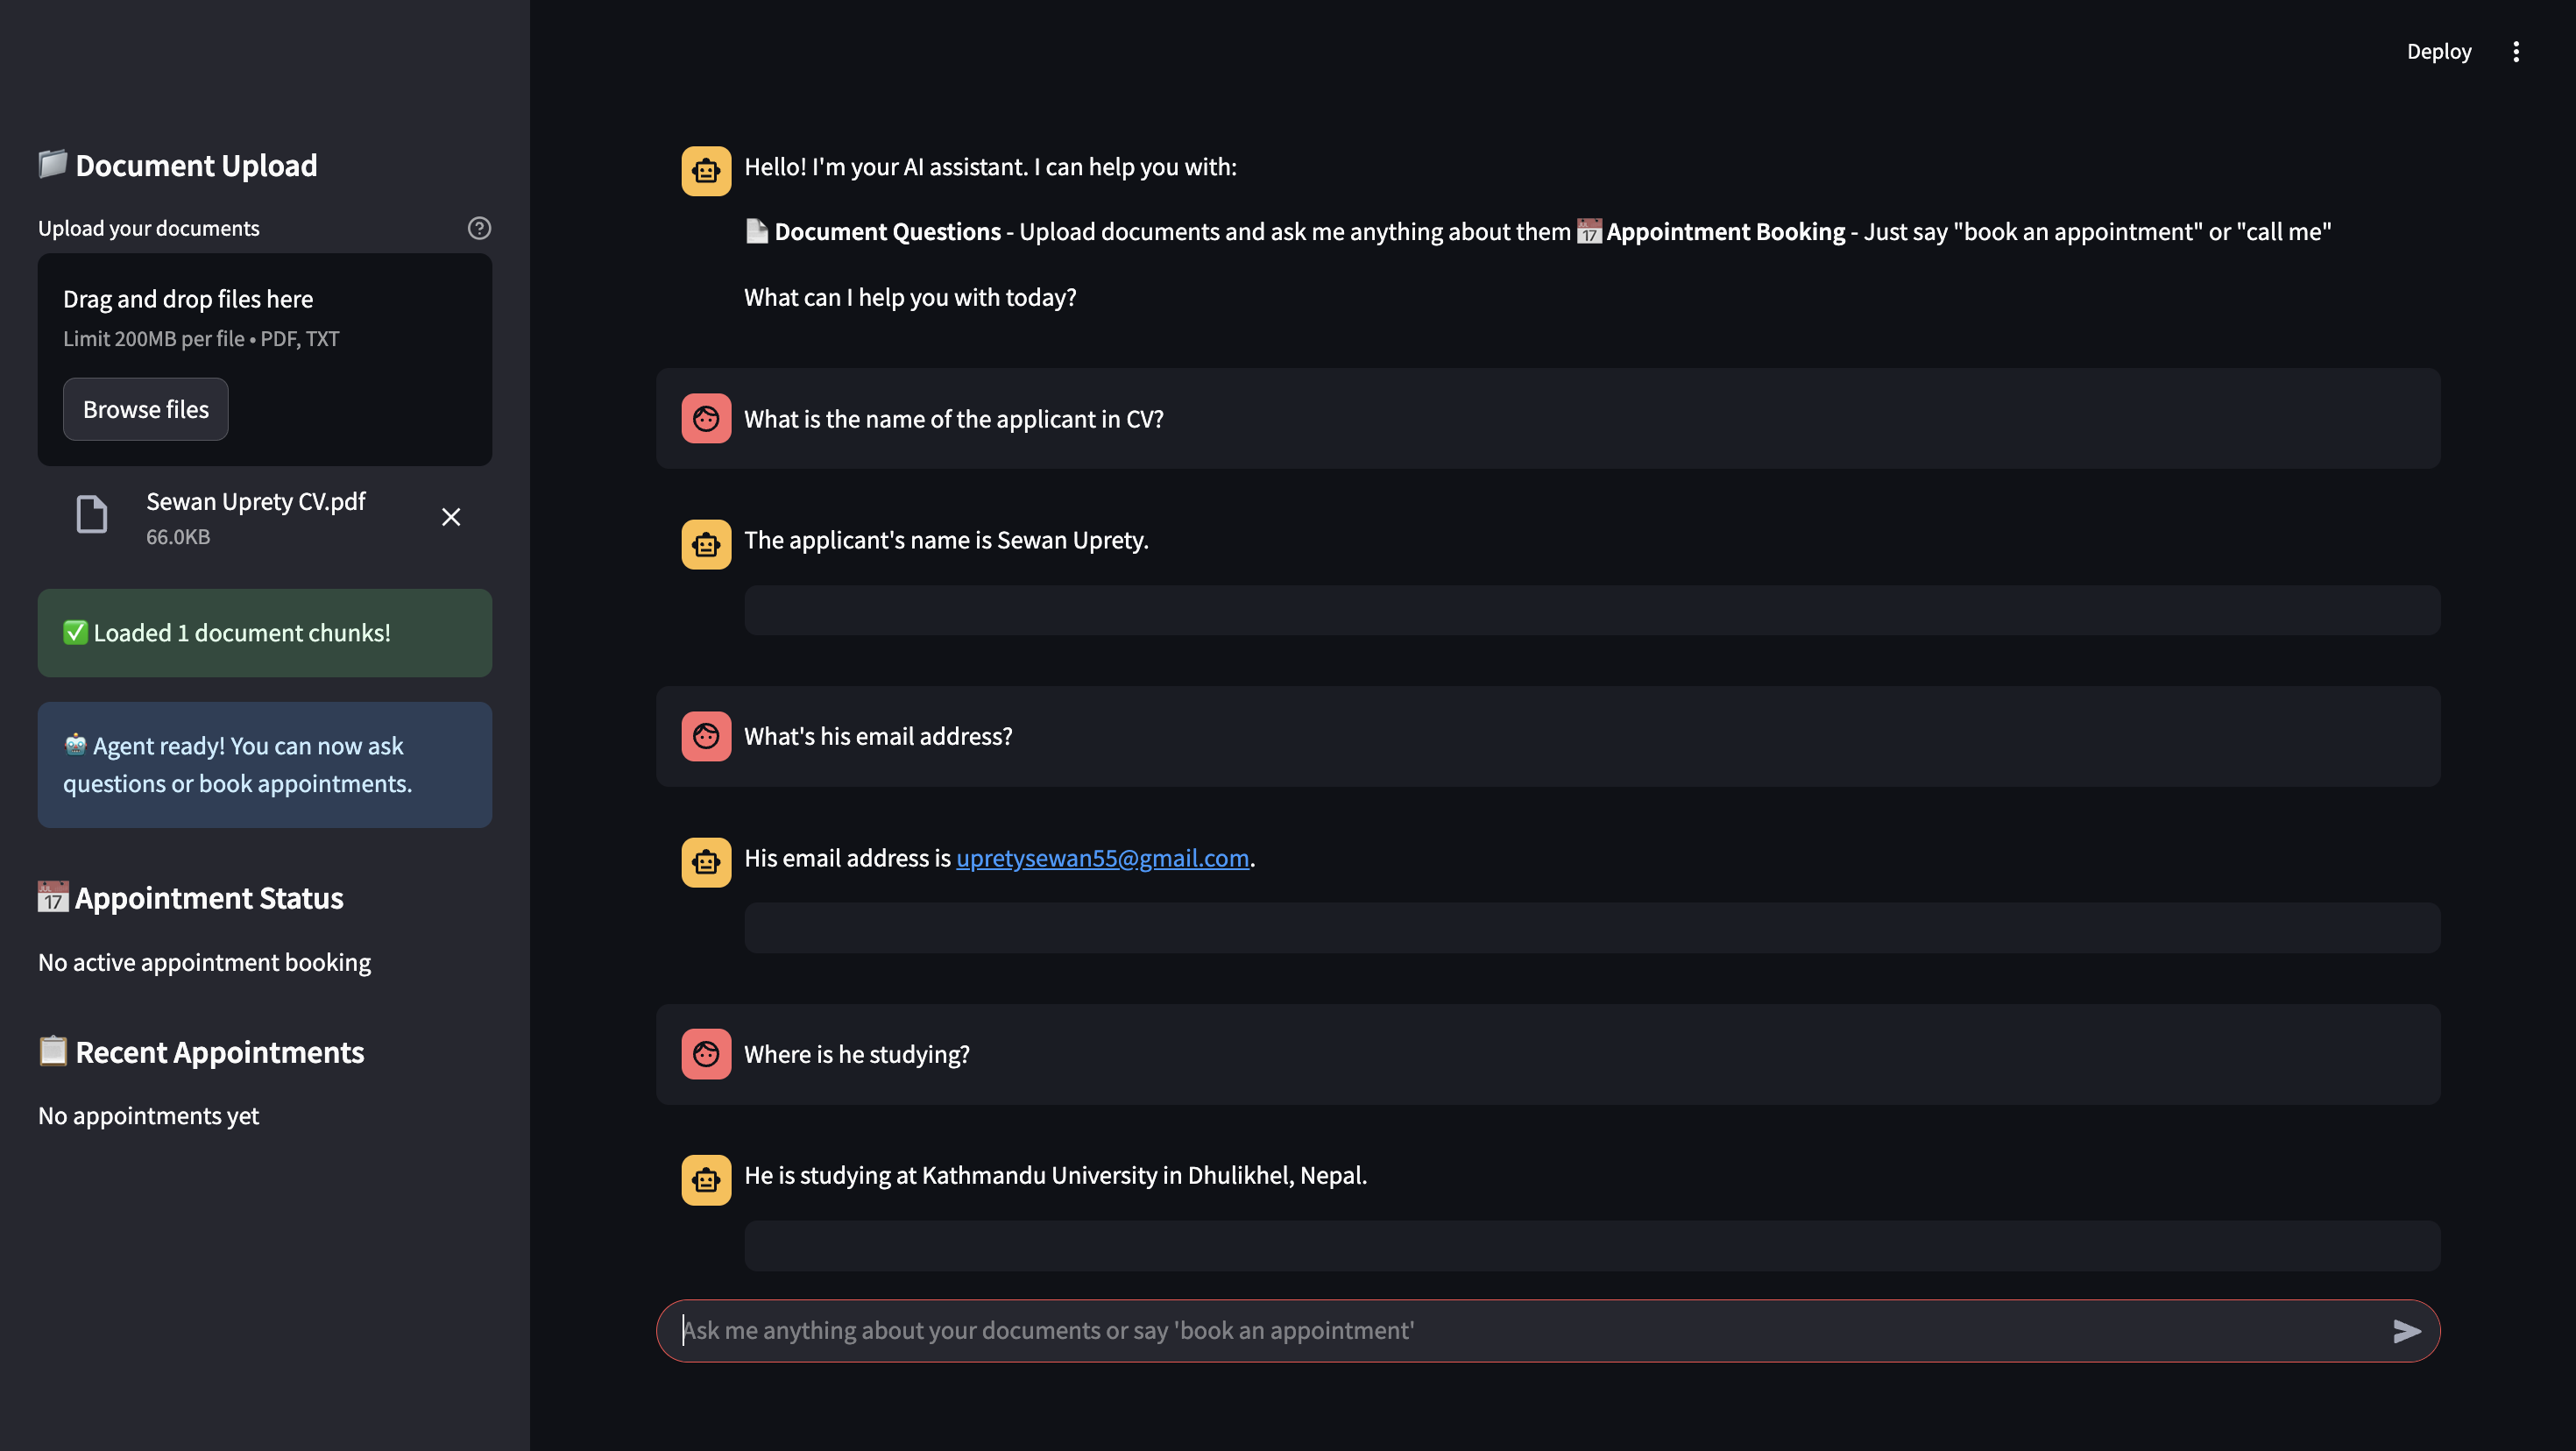 Deploy
📁 Document Upload
Upload your documents
Drag and drop files here
Limit 200MB per file • PDF, TXT
Browse files
Sewan Uprety CV.pdf
66.0KB
✅ Loaded 1 document chunks!
🤖 Agent ready! You can now ask
questions or book appointments.
📅 Appointment Status
No active appointment booking
📋 Recent Appointments
No appointments yet
Hello! I'm your AI assistant. I can help you with:
📄 Document Questions - Upload documents and ask me anything about them 📅 Appointment Booking - Just say "book an appointment" or "call me"
What can I help you with today?
What is the name of the applicant in CV?
The applicant's name is Sewan Uprety.
What's his email address?
His email address is upretysewan55@gmail.com.
Where is he studying?
He is studying at Kathmandu University in Dhulikhel, Nepal.
Ask me anything about your documents or say 'book an appointment'